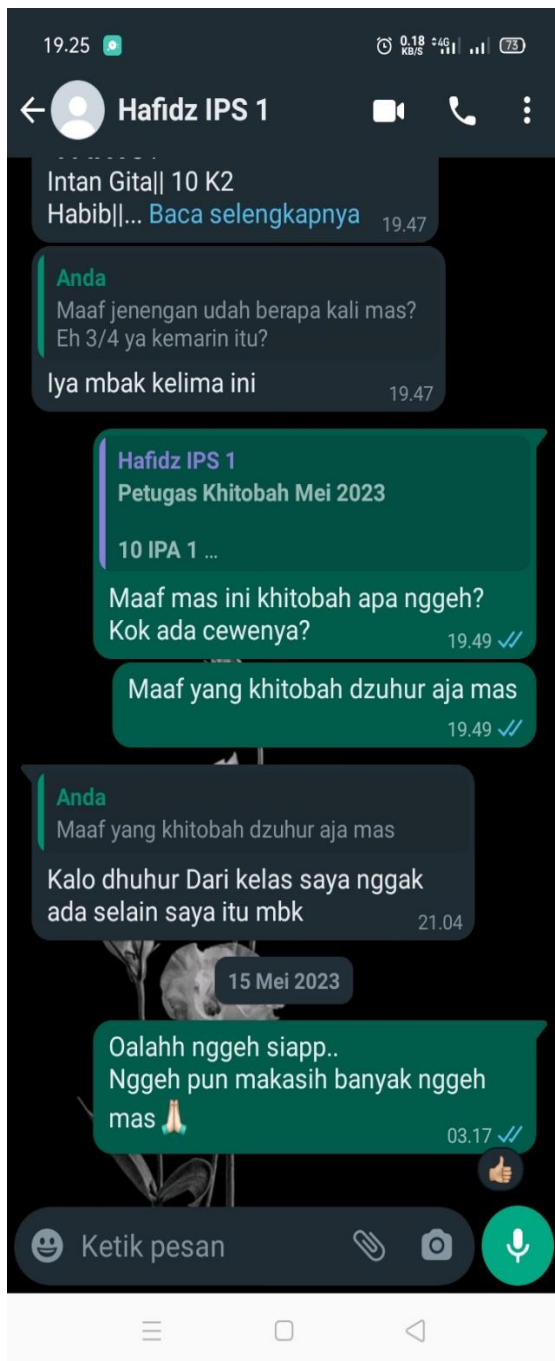 19.25
0.18
KB/S
4G
73
Hafidz IPS 1
Intan Gita|| 10 K2
Habib||... Baca selengkapnya
19.47
Anda
Maaf jenengan udah berapa kali mas?
Eh 3/4 ya kemarin itu?
Iya mbak kelima ini
19.47
Hafidz IPS 1
Petugas Khitobah Mei 2023
10 IPA 1 ...
Maaf mas ini khitobah apa nggeh?
Kok ada cewenya?
19.49
Maaf yang khitobah dzuhur aja mas
19.49
Anda
Maaf yang khitobah dzuhur aja mas
Kalo dhuhur Dari kelas saya nggak
ada selain saya itu mbk
21.04
15 Mei 2023
Oalahh nggeh siapp..
Nggeh pun makasih banyak nggeh
mas 🙏🏻
03.17
Ketik pesan